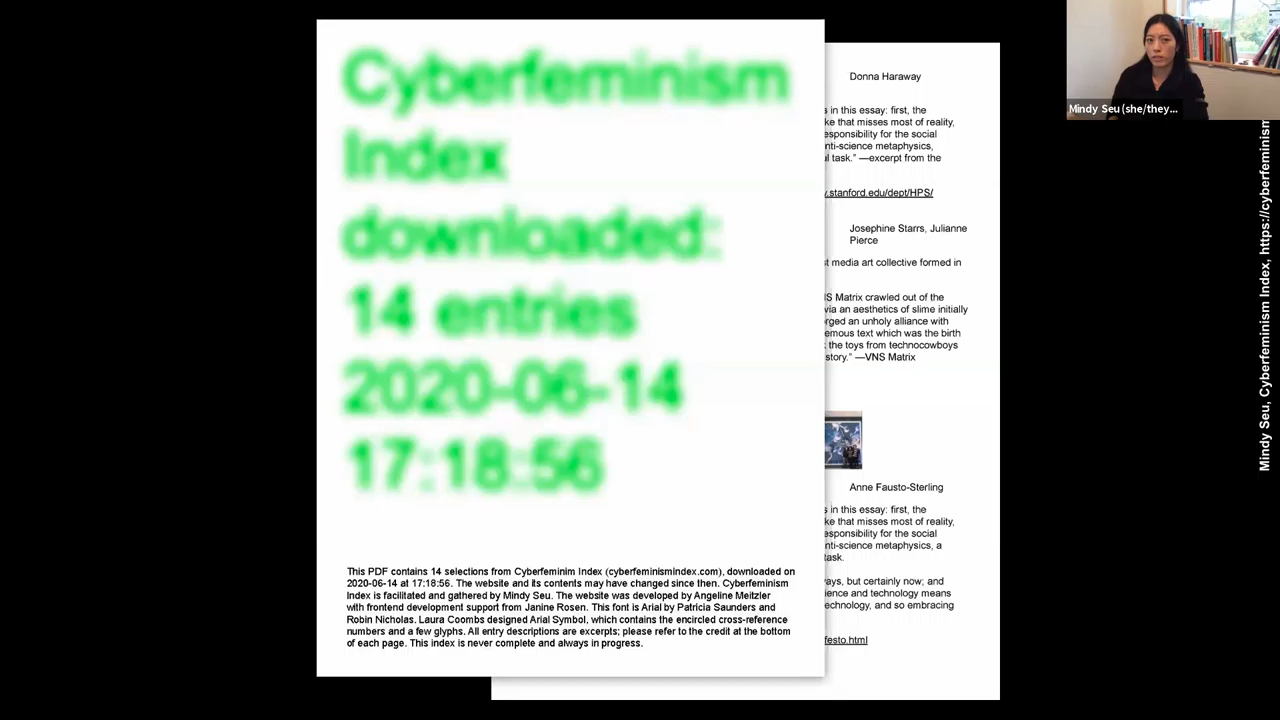 Cyberfeminism
Index
downloaded:
14 entries
2020-06-14
17:18:56
This PDF contains 14 selections from Cyberfeminim Index (cyberfeminismindex.com), downloaded on
2020-06-14 at 17:18:56. The website and its contents may have changed since then. Cyberfeminism
Index is facilitated and gathered by Mindy Seu. The website was developed by Angeline Meitzler
with frontend development support from Janine Rosen. This font is Arial by Patricia Saunders and
Robin Nicholas. Laura Coombs designed Arial Symbol, which contains the encircled cross-reference
numbers and a few glyphs. All entry descriptions are excerpts; please refer to the credit at the bottom
of each page. This index is never complete and always in progress.
Donna Haraway
s in this essay: first, the
ke that misses most of reality,
esponsibility for the social
nti-science metaphysics,
ul task.” —excerpt from the
.stanford.edu/dept/HPS/
Josephine Starrs, Julianne
Pierce
st media art collective formed in
NS Matrix crawled out of the
via an aesthetics of slime initially
rged an unholy alliance with
emous text which was the birth
the toys from technocowboys
story.” —VNS Matrix
Anne Fausto-Sterling
s in this essay: first, the
ke that misses most of reality,
esponsibility for the social
nti-science metaphysics, a
task.
ways, but certainly now; and
ience and technology means
echnology, and so embracing
festo.html
Mindy Seu (she/they...
Mindy Seu, Cyberfeminism Index, https://cyberfeminism